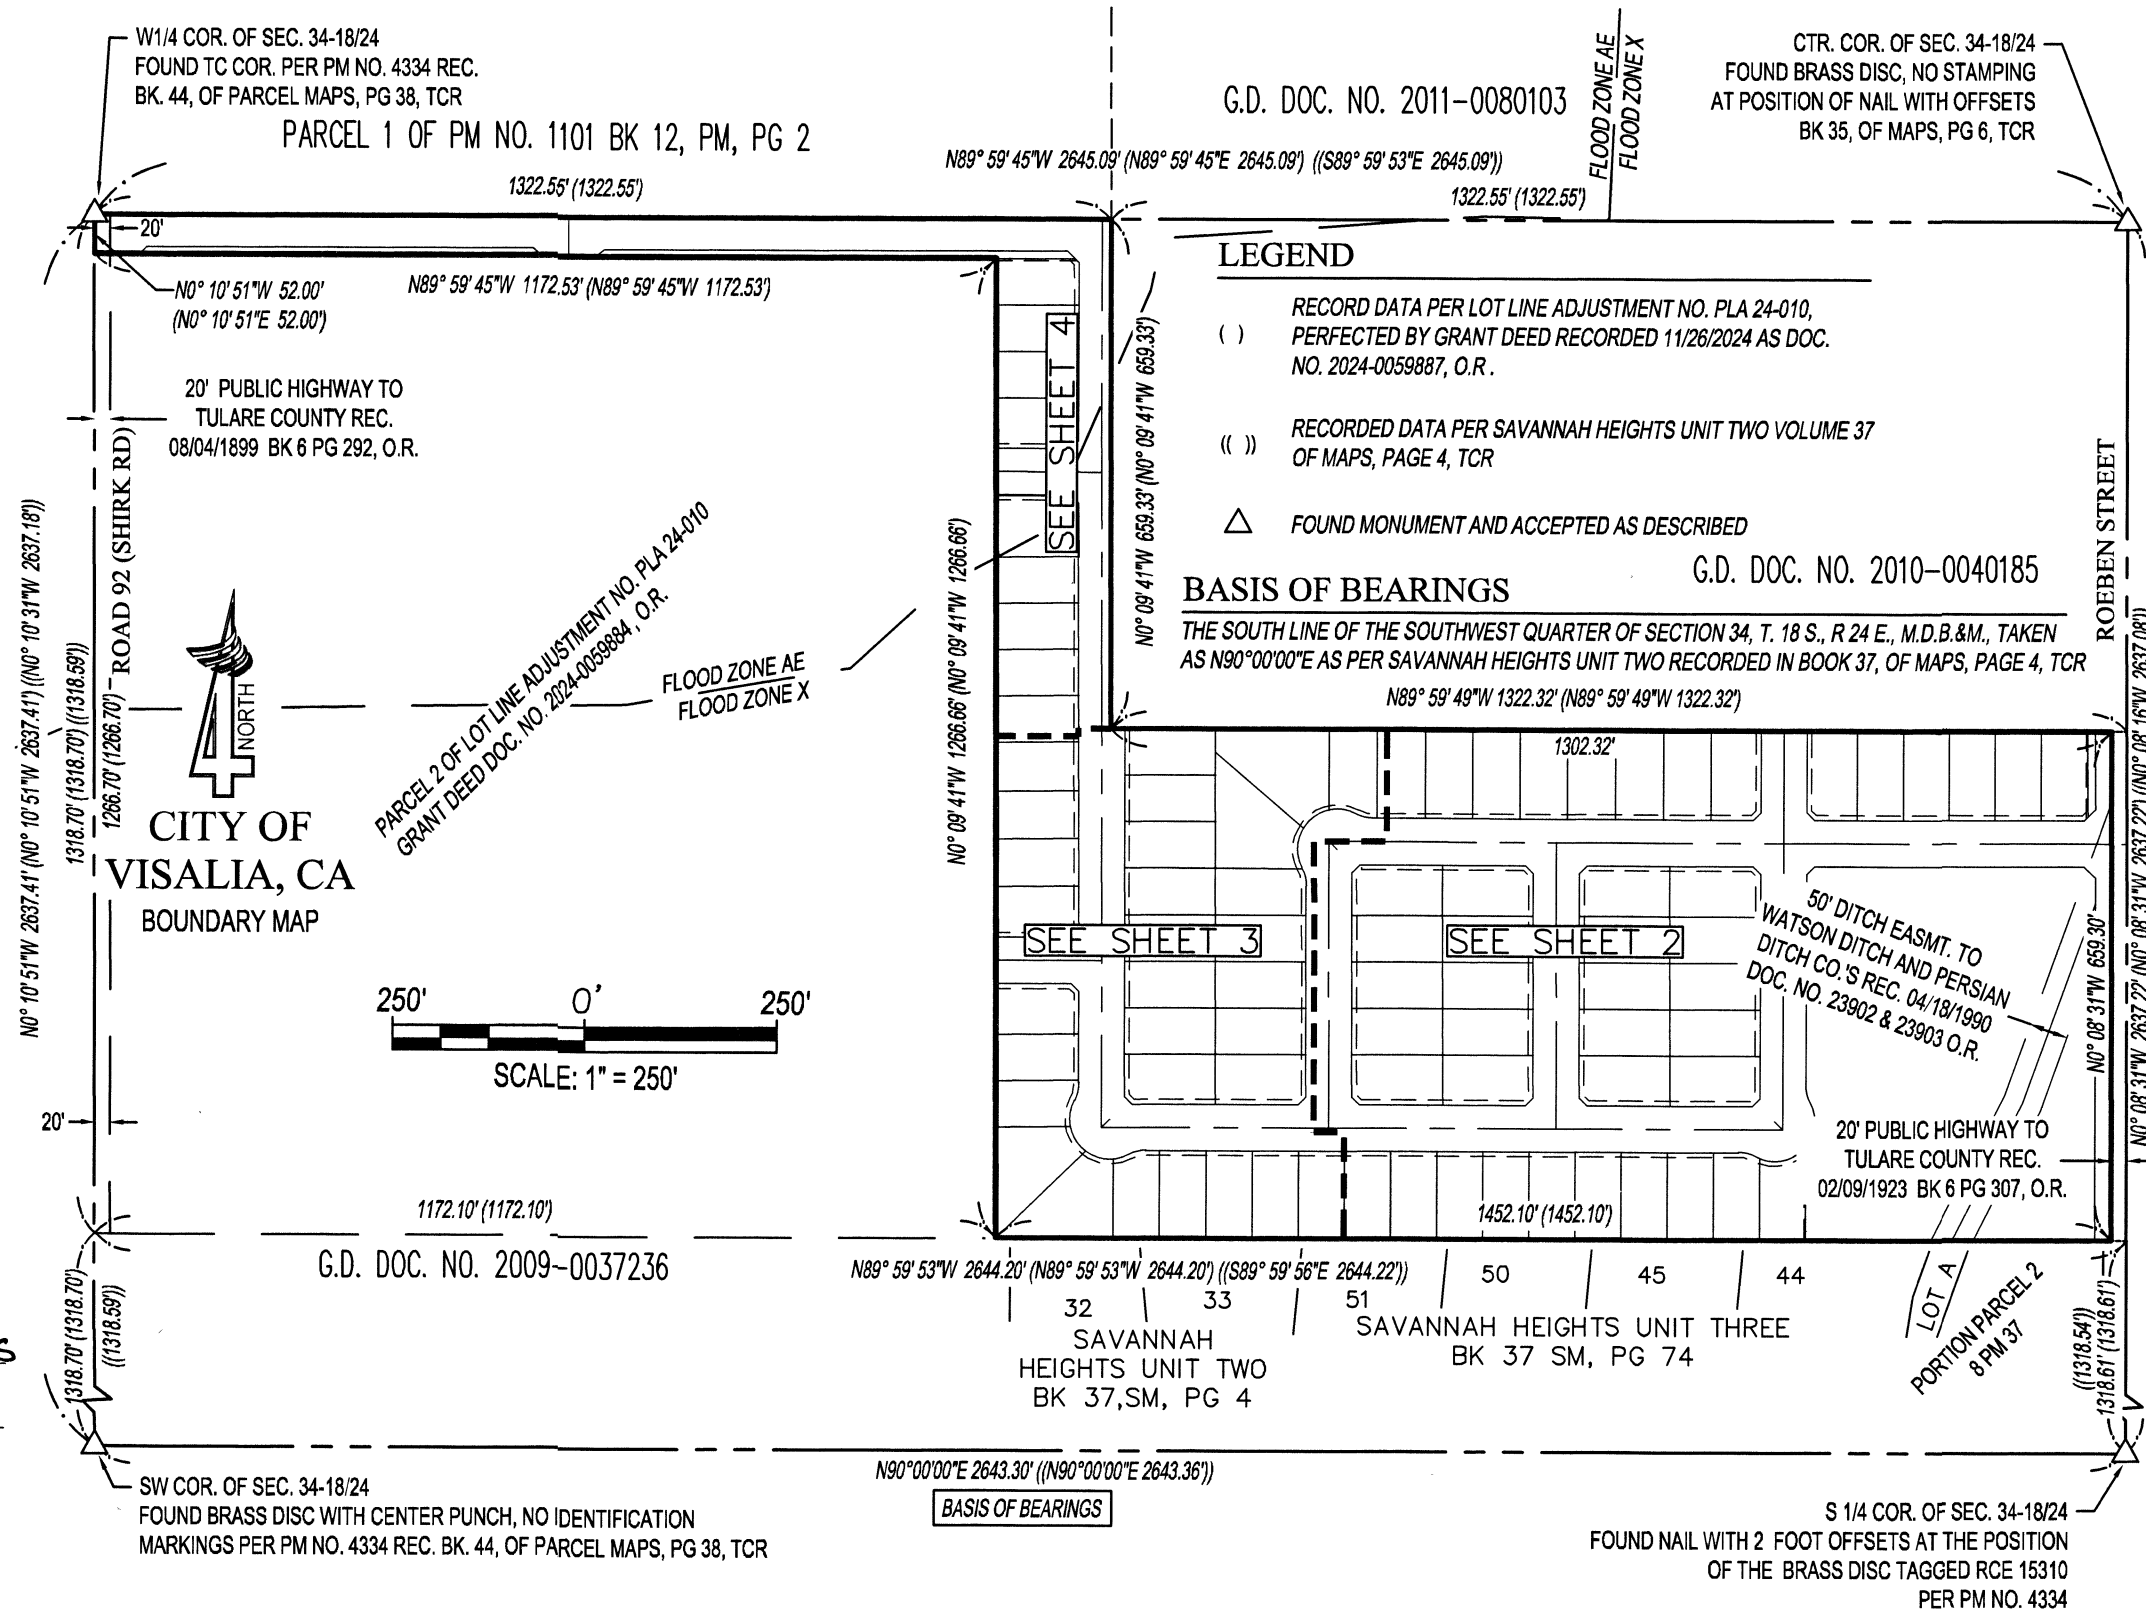 W1/4 COR. OF SEC. 34-18/24
FOUND TC COR. PER PM NO. 4334 REC.
BK. 44, OF PARCEL MAPS, PG 38, TCR
PARCEL 1 OF PM NO. 1101 BK 12, PM, PG 2
1322.55' (1322.55')
G.D. DOC. NO. 2011-0080103
N89° 59' 45"W 2645.09' (N89° 59' 45"E 2645.09') ((S89° 59' 53"E 2645.09'))
1322.55' (1322.55')
FLOOD ZONE AE
FLOOD ZONE X
CTR. COR. OF SEC. 34-18/24
FOUND BRASS DISC, NO STAMPING
AT POSITION OF NAIL WITH OFFSETS
BK 35, OF MAPS, PG 6, TCR
20'
N0° 10' 51"W 52.00'
(N0° 10' 51"E 52.00')
N89° 59' 45"W 1172.53' (N89° 59' 45"W 1172.53')
20' PUBLIC HIGHWAY TO
TULARE COUNTY REC.
08/04/1899 BK 6 PG 292, O.R.
LEGEND
( )
RECORD DATA PER LOT LINE ADJUSTMENT NO. PLA 24-010,
PERFECTED BY GRANT DEED RECORDED 11/26/2024 AS DOC.
NO. 2024-0059887, O.R.
(( ))
RECORDED DATA PER SAVANNAH HEIGHTS UNIT TWO VOLUME 37
OF MAPS, PAGE 4, TCR
FOUND MONUMENT AND ACCEPTED AS DESCRIBED
G.D. DOC. NO. 2010-0040185
BASIS OF BEARINGS
THE SOUTH LINE OF THE SOUTHWEST QUARTER OF SECTION 34, T. 18 S., R 24 E., M.D.B.&M., TAKEN
AS N90°00'00"E AS PER SAVANNAH HEIGHTS UNIT TWO RECORDED IN BOOK 37, OF MAPS, PAGE 4, TCR
N89° 59' 49"W 1322.32' (N89° 59' 49"W 1322.32')
1302.32'
ROEBEN STREET
SEE SHEET 4
N0° 09' 41"W 659.33' (N0° 09' 41"W 659.33')
N0° 09' 41"W 1266.66' (N0° 09' 41"W 1266.66')
ROAD 92 (SHIRK RD)
N0° 10' 51"W 2637.41' (N0° 10' 51"W 2637.41') ((N0° 10' 31"W 2637.18'))
1318.70' (1318.70') ((1318.59'))
1266.70' (1266.70')
4
NORTH
PARCEL 2 OF LOT LINE ADJUSTMENT NO. PLA 24-010
GRANT DEED DOC. NO. 2024-0059884, O.R.
FLOOD ZONE AE
FLOOD ZONE X
CITY OF
VISALIA, CA
BOUNDARY MAP
250' 0' 250'
SCALE: 1" = 250'
SEE SHEET 3
SEE SHEET 2
50' DITCH EASMT. TO
WATSON DITCH AND PERSIAN
DITCH CO.'S REC. 04/18/1990
DOC. NO. 23902 & 23903 O.R.
N0° 08' 31"W 659.30'
N0° 08' 31"W 2637.22' (N0° 08' 31"W 2637.22') ((N0° 08' 16"W 2637.08'))
20' PUBLIC HIGHWAY TO
TULARE COUNTY REC.
02/09/1923 BK 6 PG 307, O.R.
20'
1172.10' (1172.10')
1452.10' (1452.10')
G.D. DOC. NO. 2009-0037236
N89° 59' 53"W 2644.20' (N89° 59' 53"W 2644.20') ((S89° 59' 56"E 2644.22'))
32
33
51
50
45
44
SAVANNAH
HEIGHTS UNIT TWO
BK 37,SM, PG 4
SAVANNAH HEIGHTS UNIT THREE
BK 37 SM, PG 74
LOT A
PORTION PARCEL 2
8 PM 37
1318.70' (1318.70')
((1318.59'))
((1318.54'))
1318.61' (1318.61')
N90°00'00"E 2643.30' ((N90°00'00"E 2643.36'))
BASIS OF BEARINGS
SW COR. OF SEC. 34-18/24
FOUND BRASS DISC WITH CENTER PUNCH, NO IDENTIFICATION
MARKINGS PER PM NO. 4334 REC. BK. 44, OF PARCEL MAPS, PG 38, TCR
S 1/4 COR. OF SEC. 34-18/24
FOUND NAIL WITH 2 FOOT OFFSETS AT THE POSITION
OF THE BRASS DISC TAGGED RCE 15310
PER PM NO. 4334